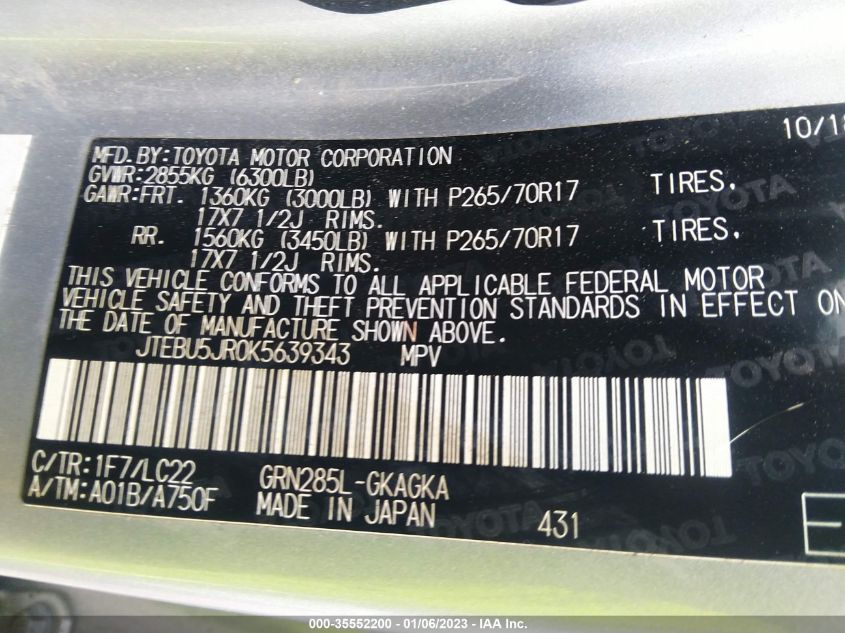 10/18
MFD.BY:TOYOTA MOTOR CORPORATION
GVWR:2855KG (6300LB)
GAWR:FRT. 1360KG (3000LB) WITH P265/70R17 TIRES,
17X7 1/2J RIMS.
RR. 1560KG (3450LB) WITH P265/70R17 TIRES,
17X7 1/2J RIMS.
THIS VEHICLE CONFORMS TO ALL APPLICABLE FEDERAL MOTOR
VEHICLE SAFETY AND THEFT PREVENTION STANDARDS IN EFFECT ON
THE DATE OF MANUFACTURE SHOWN ABOVE.
JTEBU5JR0K5639343 MPV
C/TR:1F7/LC22 GRN285L-GKAGKA
A/TM:A01B/A750F MADE IN JAPAN 431
000-35552200 - 01/06/2023 - IAA Inc.